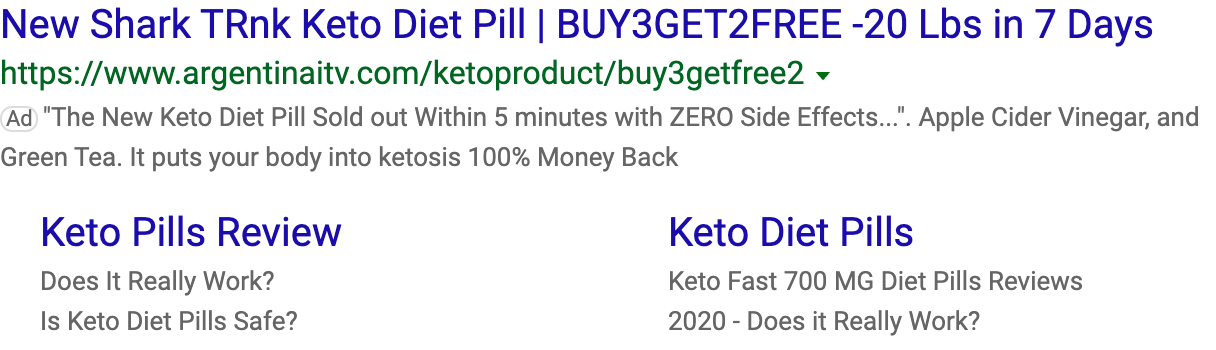 New Shark TRnk Keto Diet Pill | BUY3GET2FREE -20 Lbs in 7 Days
https://www.argentinaitv.com/ketoproduct/buy3getfree2
Ad "The New Keto Diet Pill Sold out Within 5 minutes with ZERO Side Effects...". Apple Cider Vinegar, and
Green Tea. It puts your body into ketosis 100% Money Back
Keto Pills Review
Does It Really Work?
Is Keto Diet Pills Safe?
Keto Diet Pills
Keto Fast 700 MG Diet Pills Reviews
2020 - Does it Really Work?